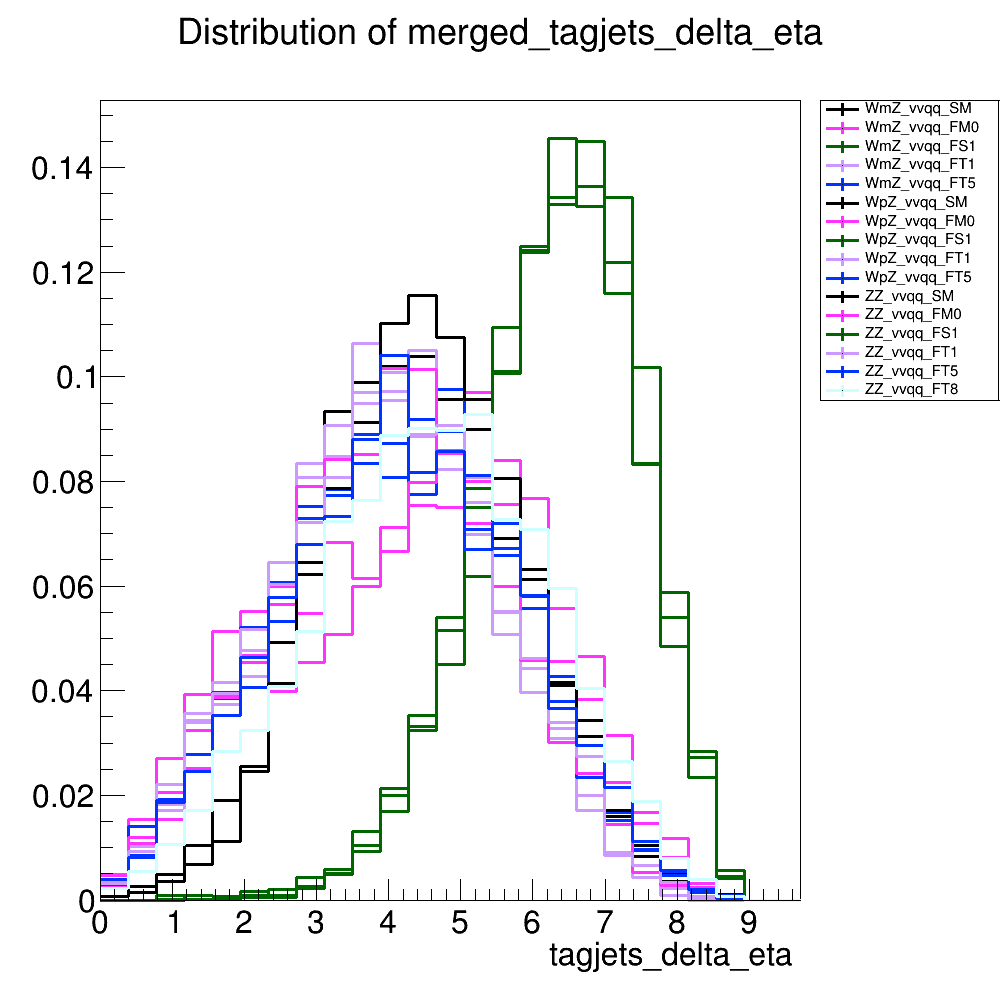 Distribution of merged_tagjets_delta_eta
WmZ_vvqq_SM
WmZ_vvqq_FM0
WmZ_vvqq_FS1
WmZ_vvqq_FT1
WmZ_vvqq_FT5
WpZ_vvqq_SM
WpZ_vvqq_FM0
WpZ_vvqq_FS1
WpZ_vvqq_FT1
WpZ_vvqq_FT5
ZZ_vvqq_SM
ZZ_vvqq_FM0
ZZ_vvqq_FS1
ZZ_vvqq_FT1
ZZ_vvqq_FT5
ZZ_vvqq_FT8
0.14
0.12
0.1
0.08
0.06
0.04
0.02
0
0 1 2 3 4 5 6 7 8 9
tagjets_delta_eta